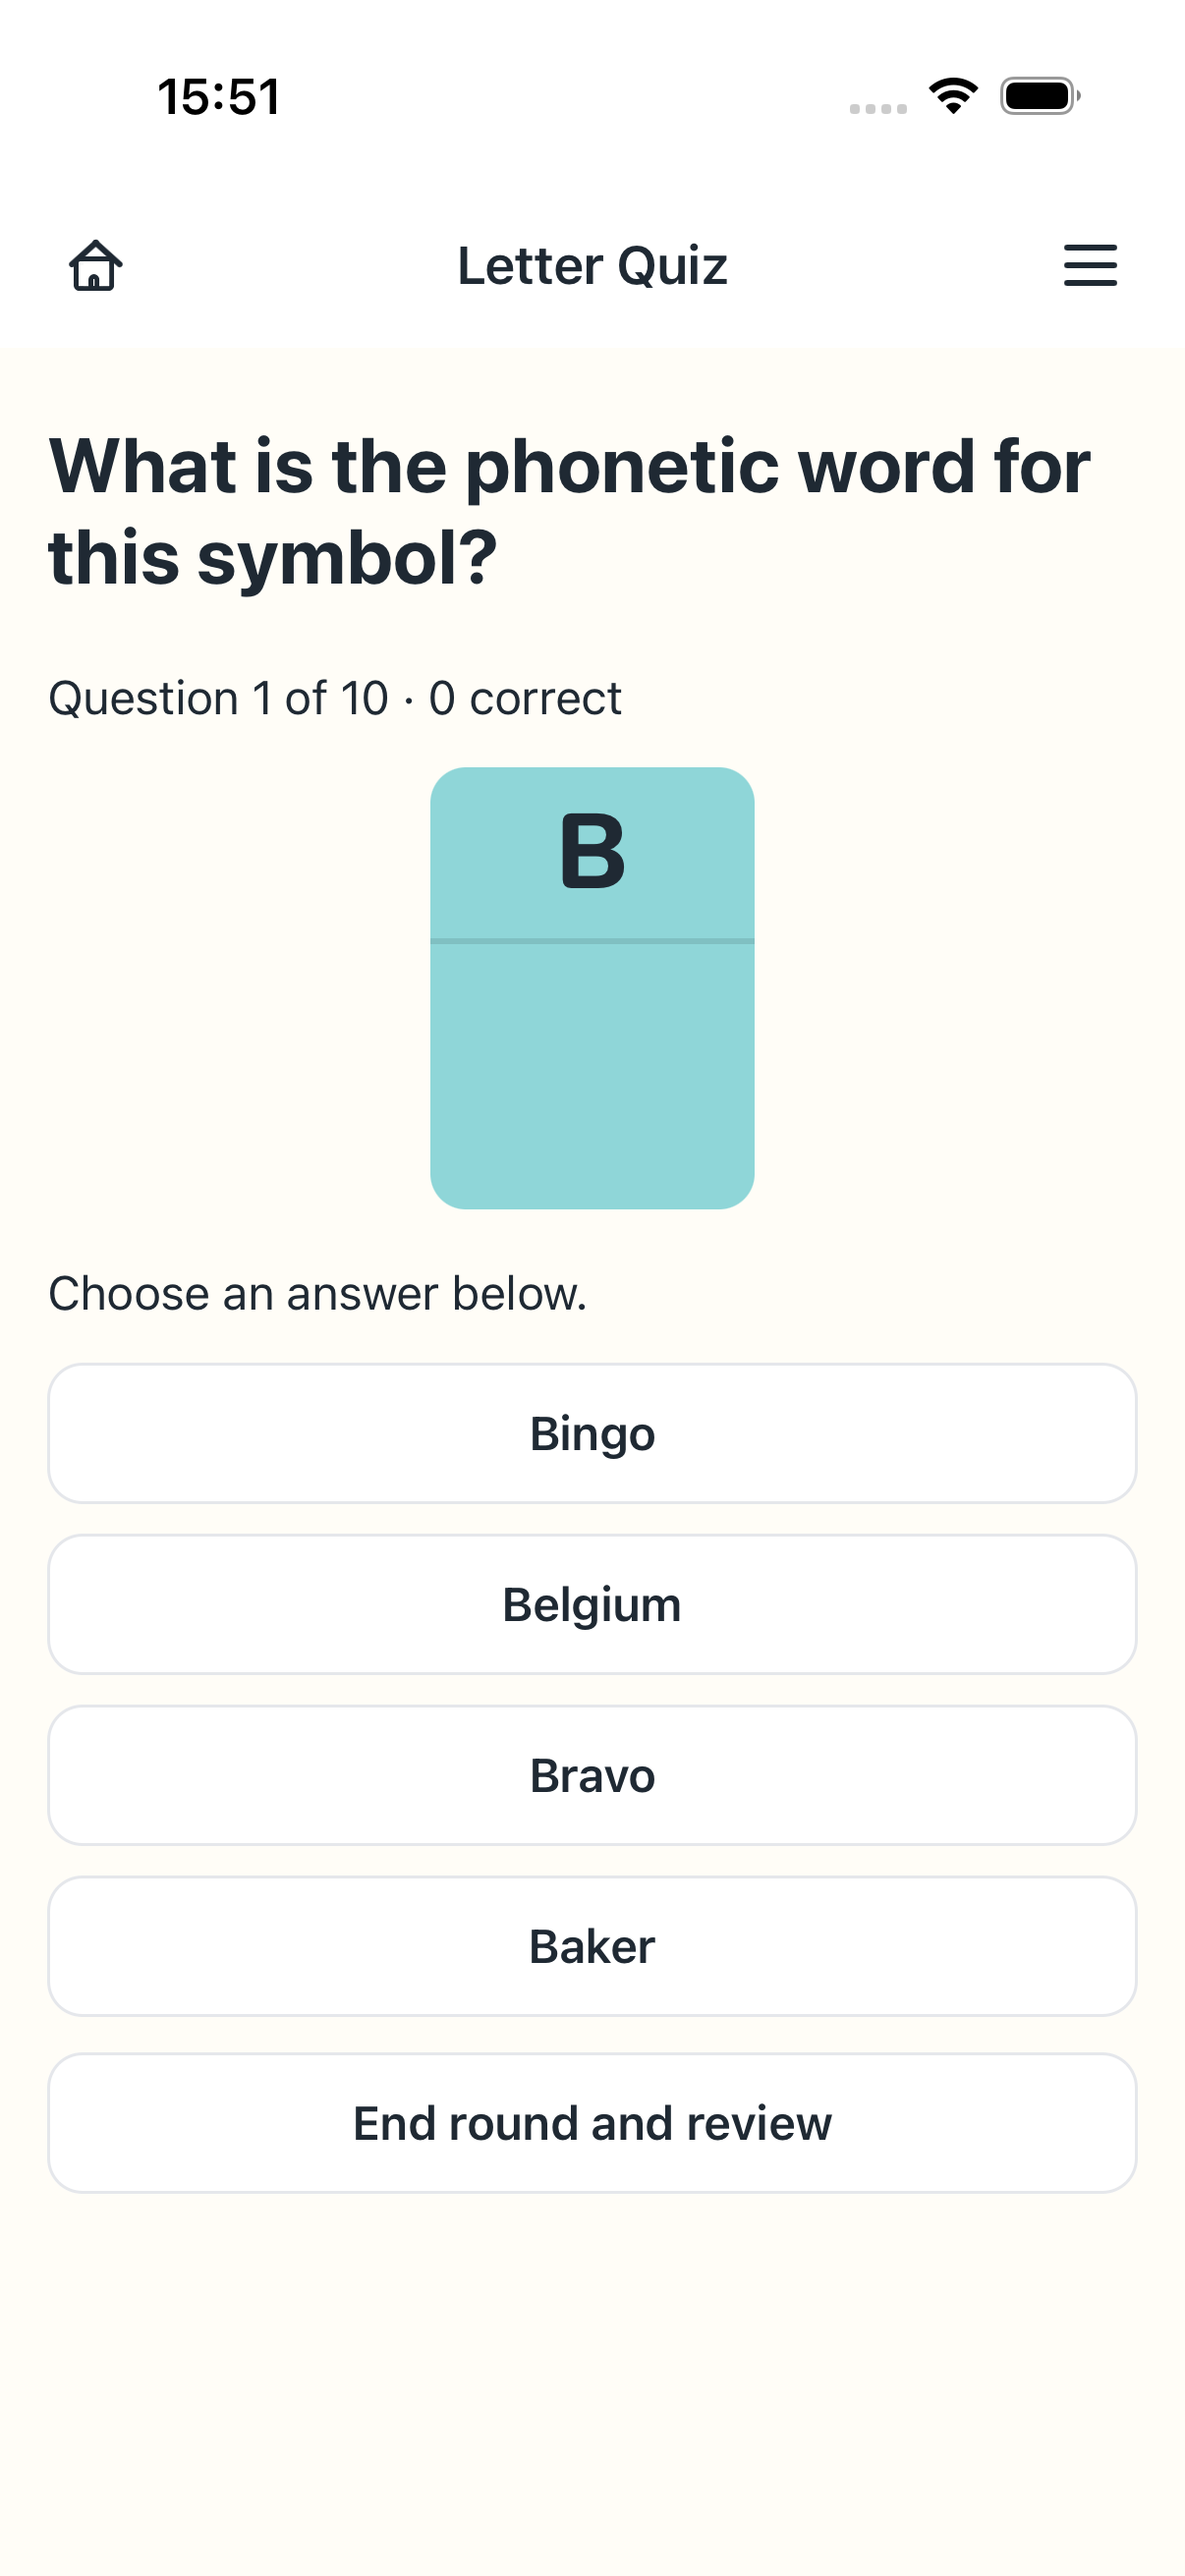 15:51
Letter Quiz
What is the phonetic word for
this symbol?
Question 1 of 10 · 0 correct
B
Choose an answer below.
Bingo
Belgium
Bravo
Baker
End round and review